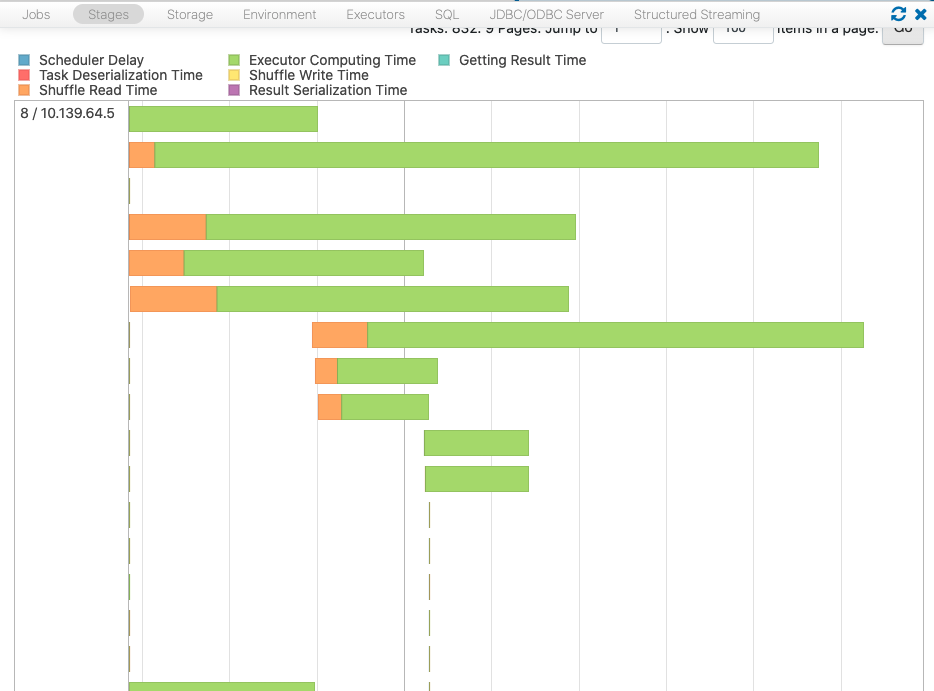 Jobs Stages Storage Environment Executors SQL JDBC/ODBC Server Structured Streaming
Tasks: 832. 9 Pages. Jump to 1 . Show 100 items in a page. Go
Scheduler Delay Executor Computing Time Getting Result Time
Task Deserialization Time Shuffle Write Time
Shuffle Read Time Result Serialization Time
8 / 10.139.64.5